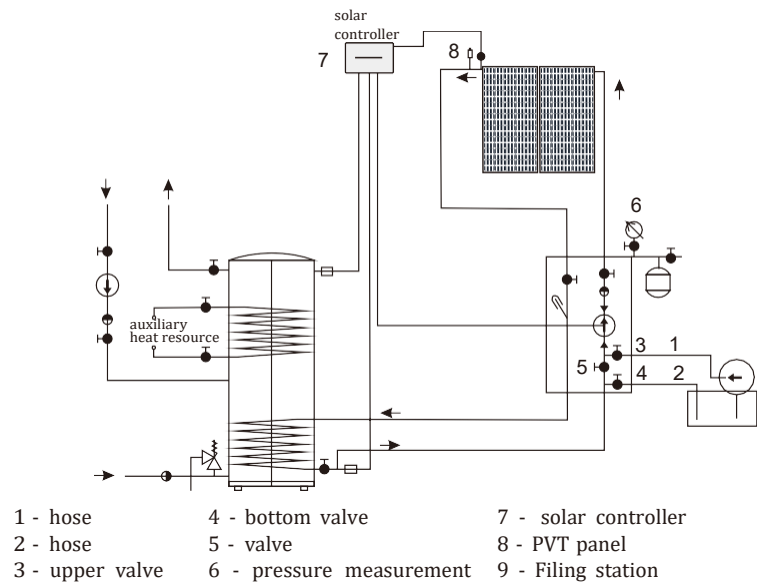 solar
controller
7
8
6
auxiliary
heat resource
3 1
5
4 2
1 - hose 4 - bottom valve 7 - solar controller
2 - hose 5 - valve 8 - PVT panel
3 - upper valve 6 - pressure measurement 9 - Filing station